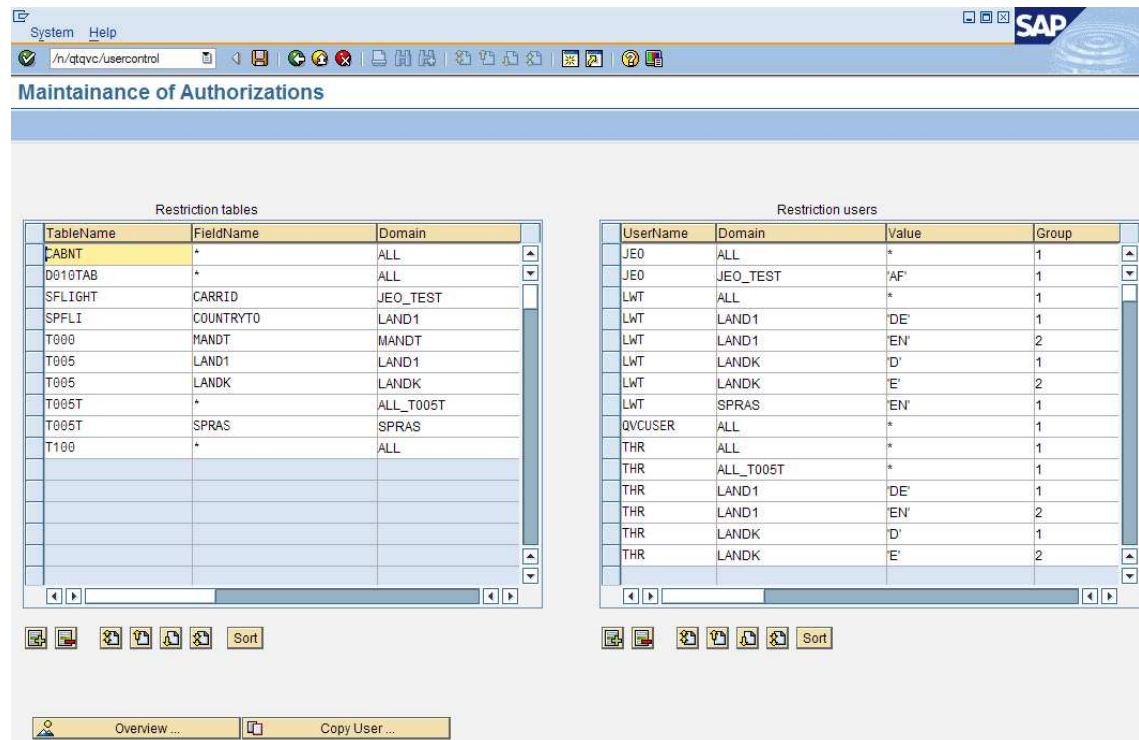 System Help
SAP
/n/qtqvc/usercontrol
Maintainance of Authorizations
Restriction tables
TableName FieldName Domain
CABNT * ALL
D010TAB * ALL
SFLIGHT CARRID JEO_TEST
SPFLI COUNTRYTO LAND1
T000 MANDT MANDT
T005 LAND1 LAND1
T005 LANDK LANDK
T005T * ALL_T005T
T005T SPRAS SPRAS
T100 * ALL
Sort
Restriction users
UserName Domain Value Group
JEO ALL * 1
JEO JEO_TEST 'AF' 1
LWT ALL * 1
LWT LAND1 'DE' 1
LWT LAND1 'EN' 2
LWT LANDK 'D' 1
LWT LANDK 'E' 2
LWT SPRAS 'EN' 1
QVCUSER ALL * 1
THR ALL * 1
THR ALL_T005T * 1
THR LAND1 'DE' 1
THR LAND1 'EN' 2
THR LANDK 'D' 1
THR LANDK 'E' 2
Sort
Overview ... Copy User ...